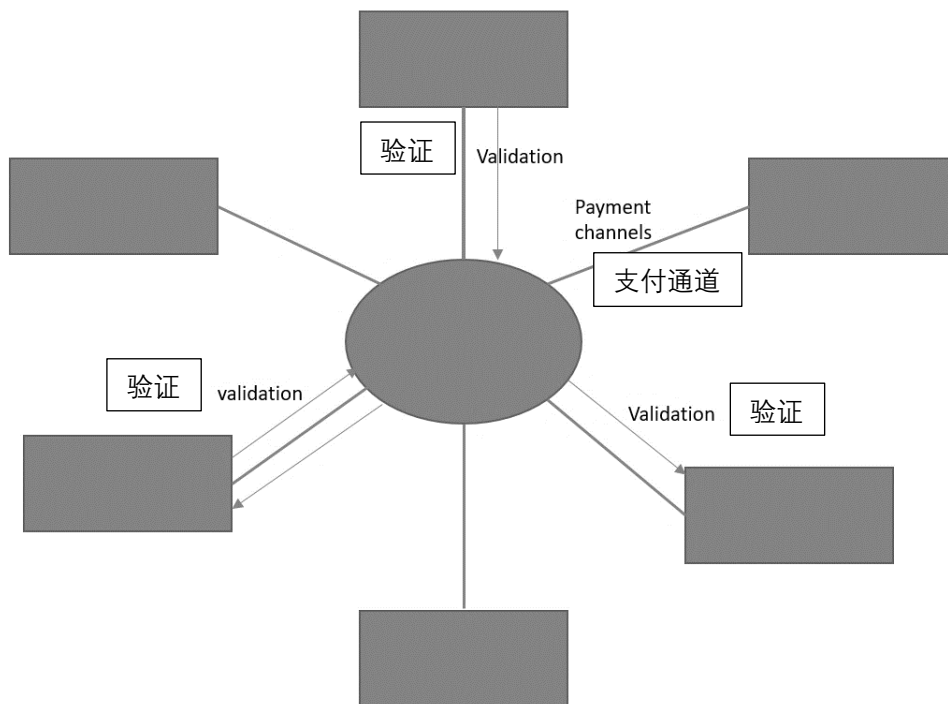 验证
Validation
Payment
channels
支付通道
验证
validation
Validation
验证